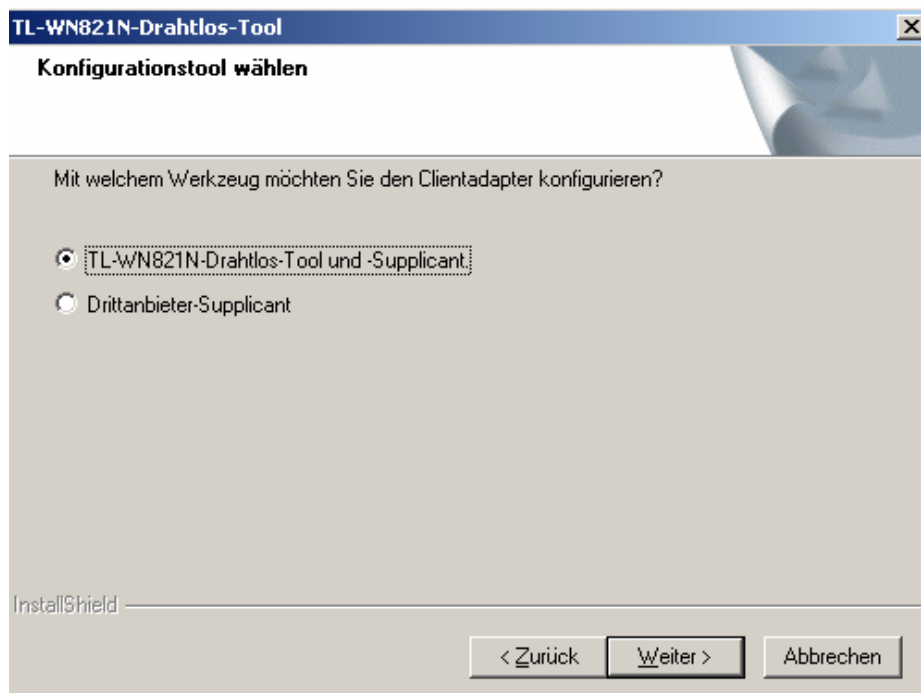 TL-WN821N-Drahtlos-Tool
Konfigurationstool wählen
Mit welchem Werkzeug möchten Sie den Clientadapter konfigurieren?
TL-WN821N-Drahtlos-Tool und -Supplicant.
Drittanbieter-Supplicant
InstallShield
< Zurück Weiter > Abbrechen